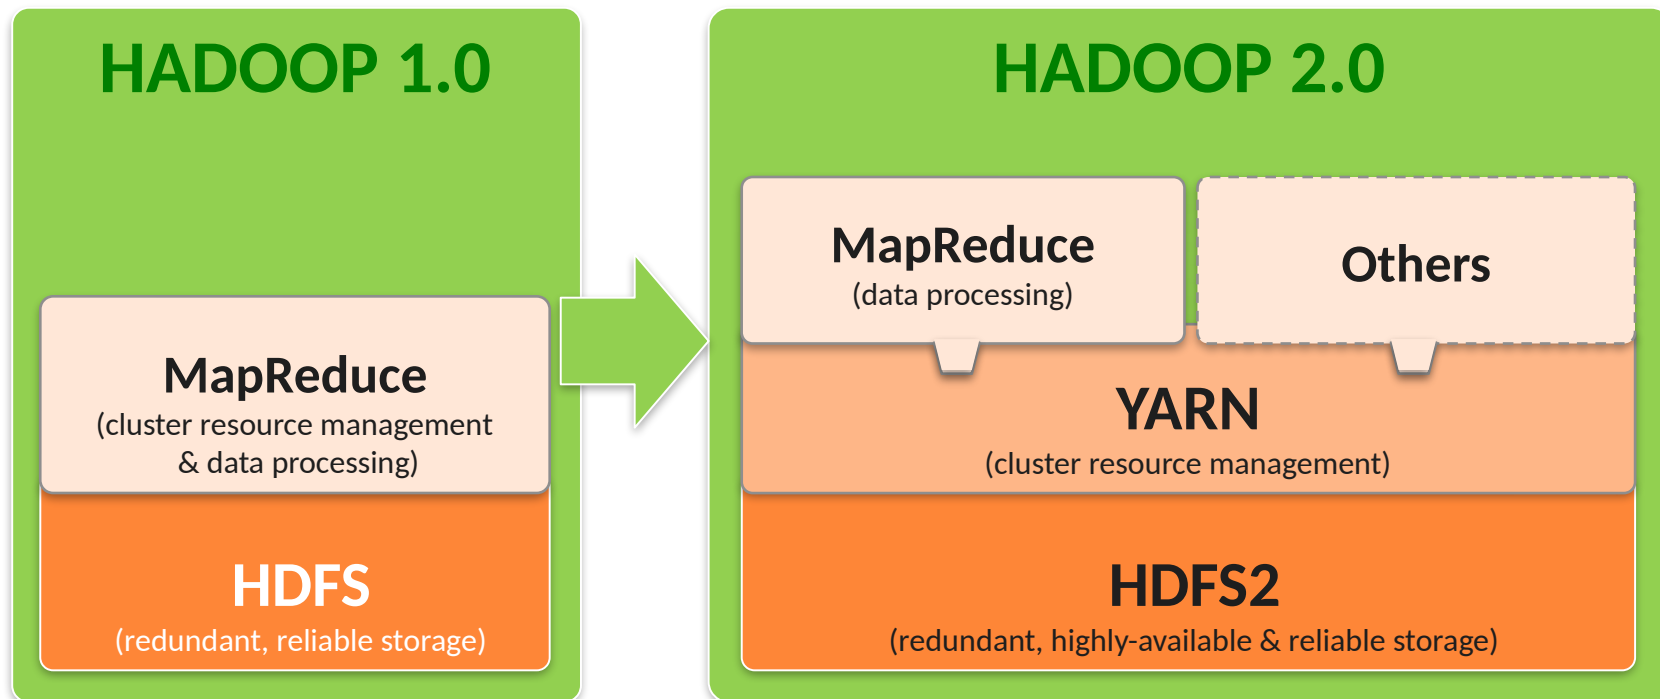 HADOOP 1.0
MapReduce
(cluster resource management
& data processing)
HDFS
(redundant, reliable storage)
HADOOP 2.0
MapReduce
(data processing)
Others
YARN
(cluster resource management)
HDFS2
(redundant, highly-available & reliable storage)